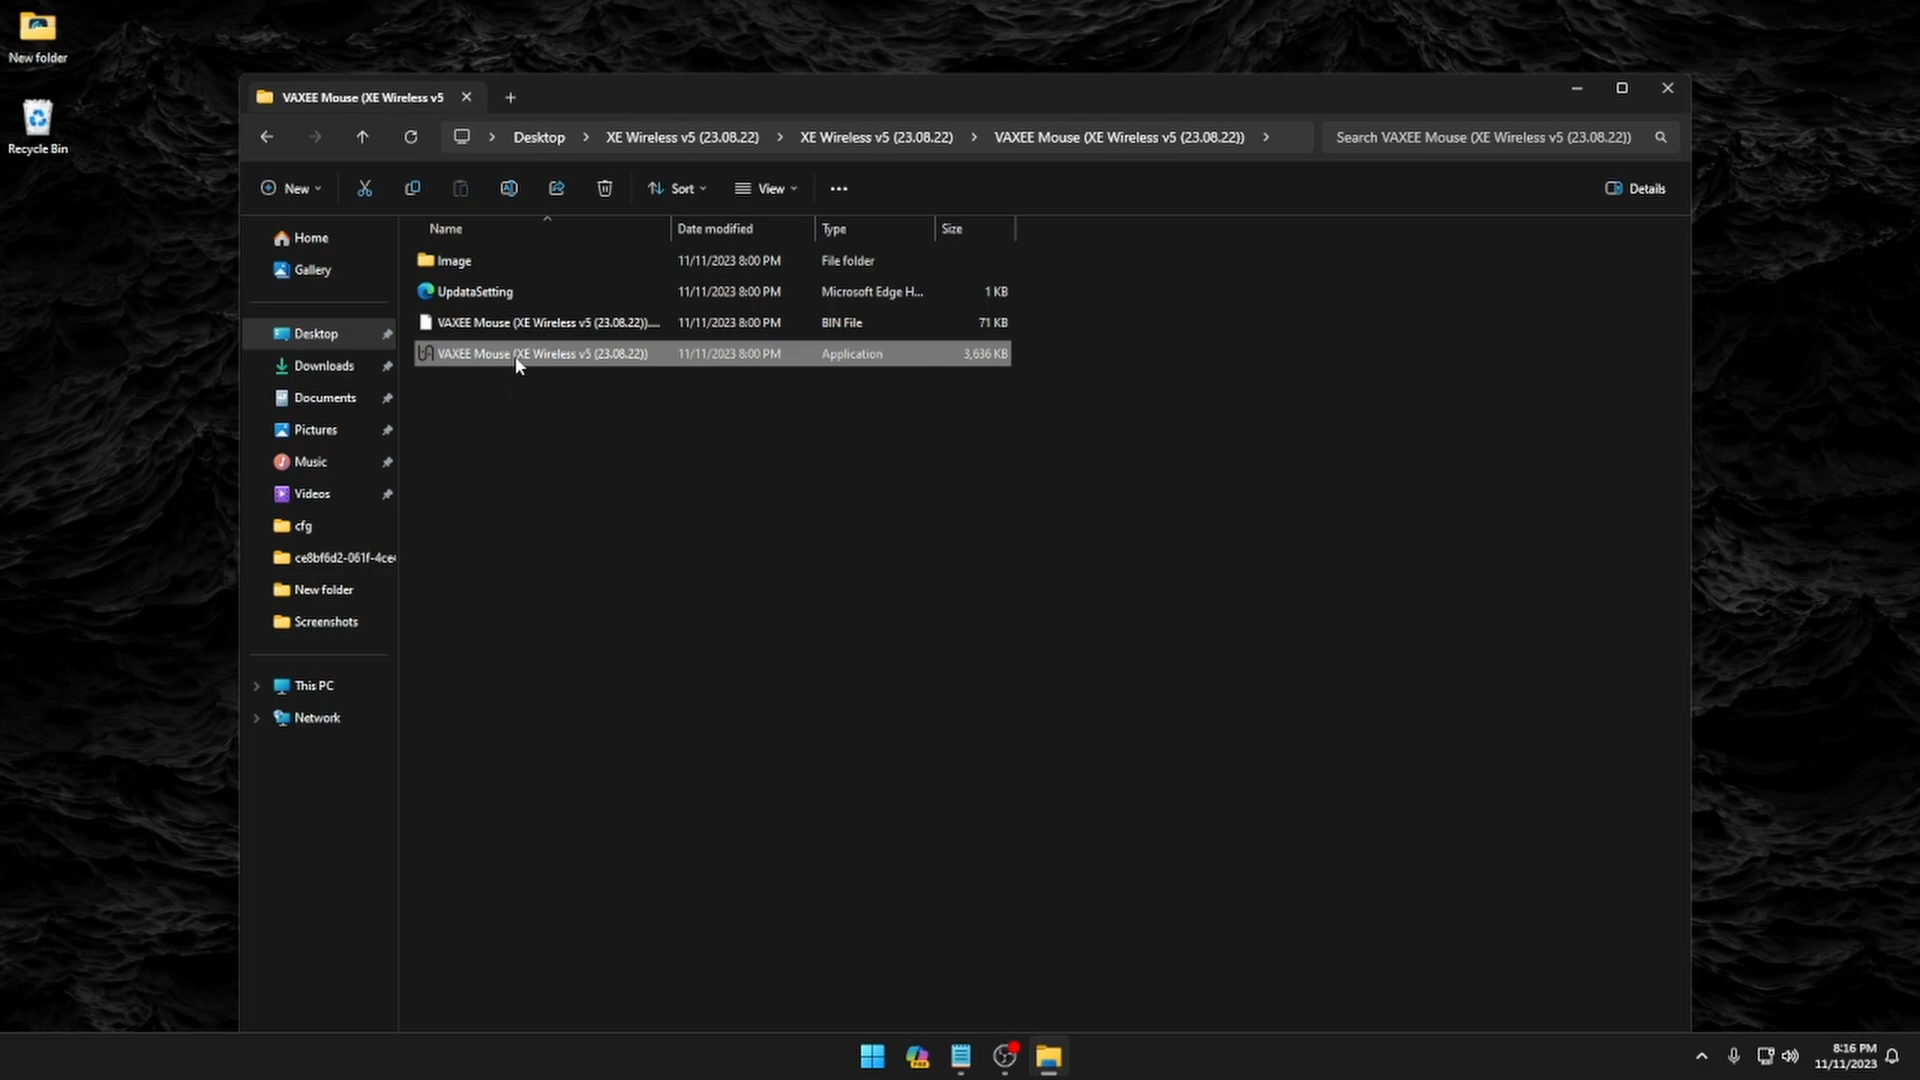 New folder
Recycle Bin
VAXEE Mouse (XE Wireless v5
Desktop
XE Wireless v5 (23.08.22)
XE Wireless v5 (23.08.22)
VAXEE Mouse (XE Wireless v5 (23.08.22))
Search VAXEE Mouse (XE Wireless v5 (23.08.22))
New
Sort
View
Details
Home
Gallery
Desktop
Downloads
Documents
Pictures
Music
Videos
cfg
ce8bf6d2-061f-4ce
New folder
Screenshots
This PC
Network
Name Date modified Type Size
Image 11/11/2023 8:00 PM File folder
UpdataSetting 11/11/2023 8:00 PM Microsoft Edge H... 1 KB
VAXEE Mouse (XE Wireless v5 (23.08.22)).... 11/11/2023 8:00 PM BIN File 71 KB
VAXEE Mouse (XE Wireless v5 (23.08.22)) 11/11/2023 8:00 PM Application 3,636 KB
8:16 PM
11/11/2023